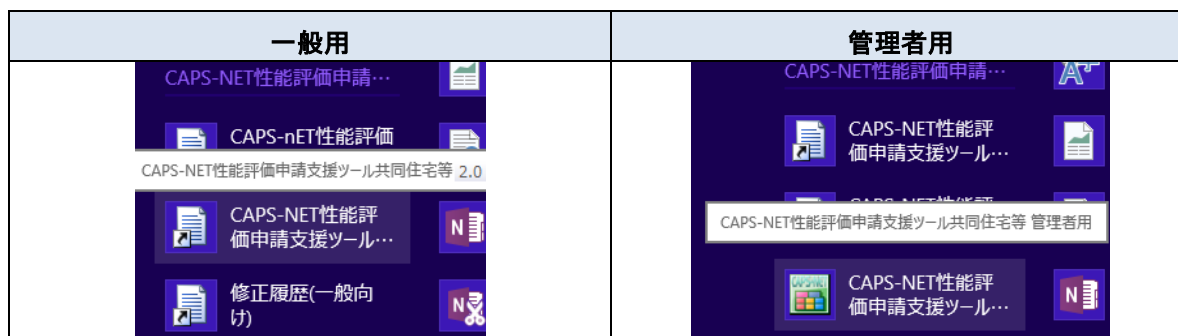 一般用
管理者用
CAPS-NET性能評価申請…
CAPS-nET性能評価
CAPS-NET性能評価申請支援ツール共同住宅等 2.0
CAPS-NET性能評
価申請支援ツール…
修正履歴(一般向
け)
CAPS-NET性能評価申請…
CAPS-NET性能評
価申請支援ツール…
CAPS-NET性能評価申請支援ツール共同住宅等 管理者用
CAPS-NET性能評
価申請支援ツール…